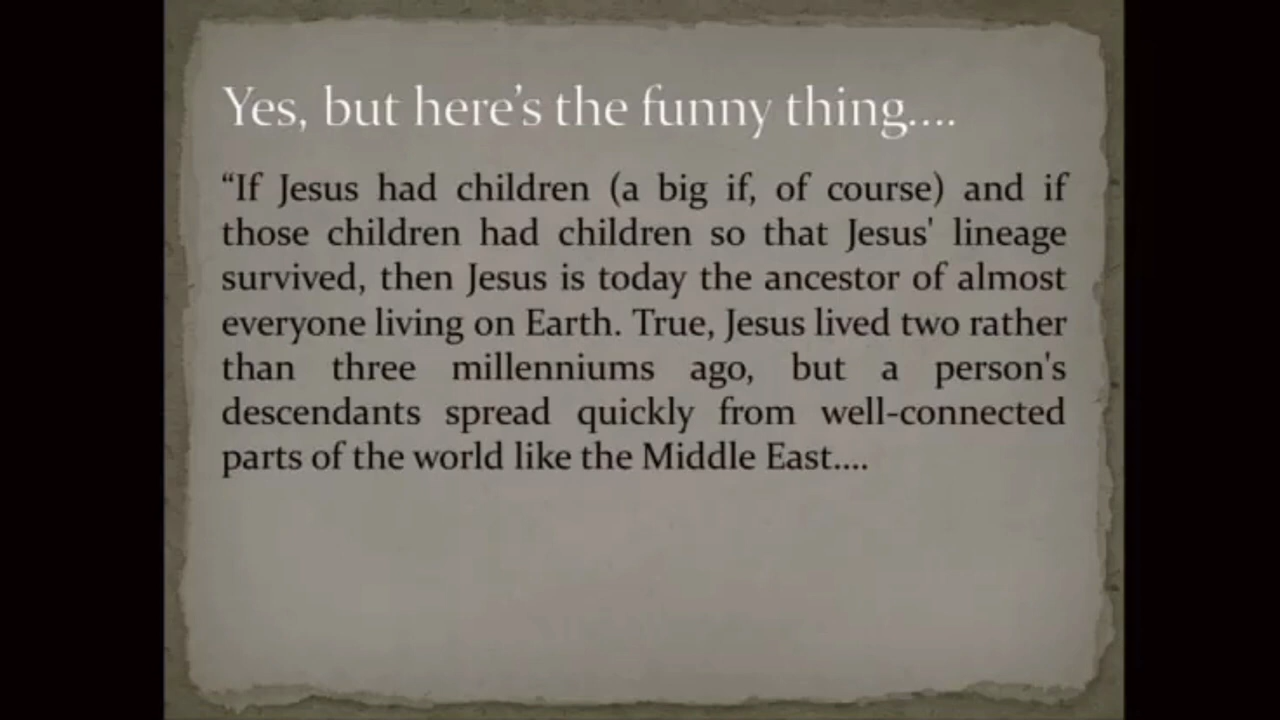 Yes, but here’s the funny thing....
“If Jesus had children (a big if, of course) and if
those children had children so that Jesus' lineage
survived, then Jesus is today the ancestor of almost
everyone living on Earth. True, Jesus lived two rather
than three millenniums ago, but a person's
descendants spread quickly from well-connected
parts of the world like the Middle East....